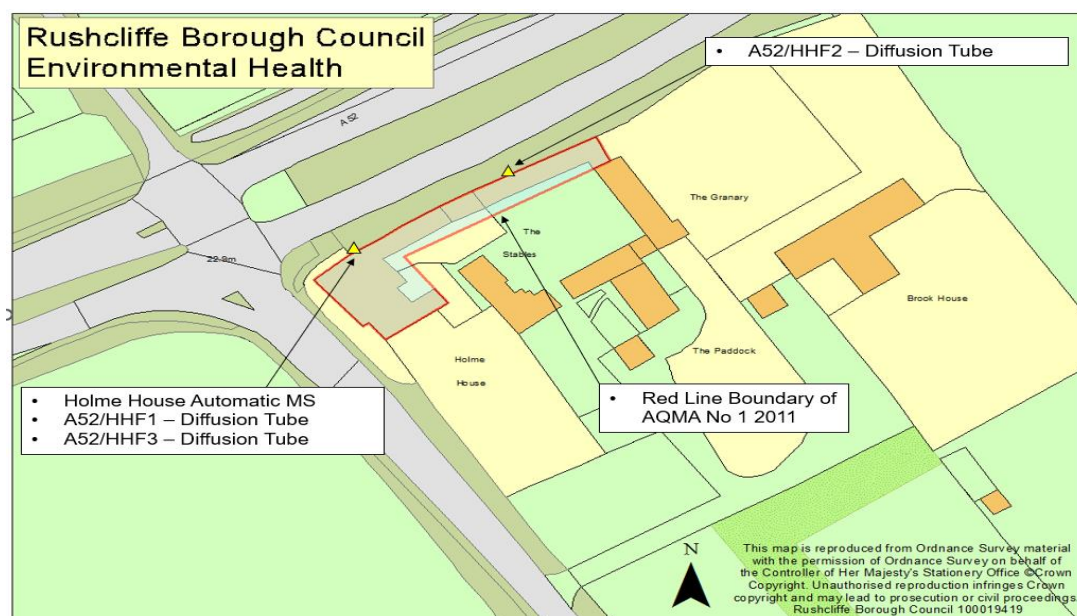 Rushcliffe Borough Council
Environmental Health
• A52/HHF2 – Diffusion Tube
A52
The Granary
The
Stables
22.9m
Brook House
The Paddock
Holme
House
• Holme House Automatic MS
• A52/HHF1 – Diffusion Tube
• A52/HHF3 – Diffusion Tube
• Red Line Boundary of
AQMA No 1 2011
N
This map is reproduced from Ordnance Survey material
with the permission of Ordnance Survey on behalf of
the Controller of Her Majesty's Stationery Office ©Crown
Copyright. Unauthorised reproduction infringes Crown
copyright and may lead to prosecution or civil proceedings.
Rushcliffe Borough Council 100019419